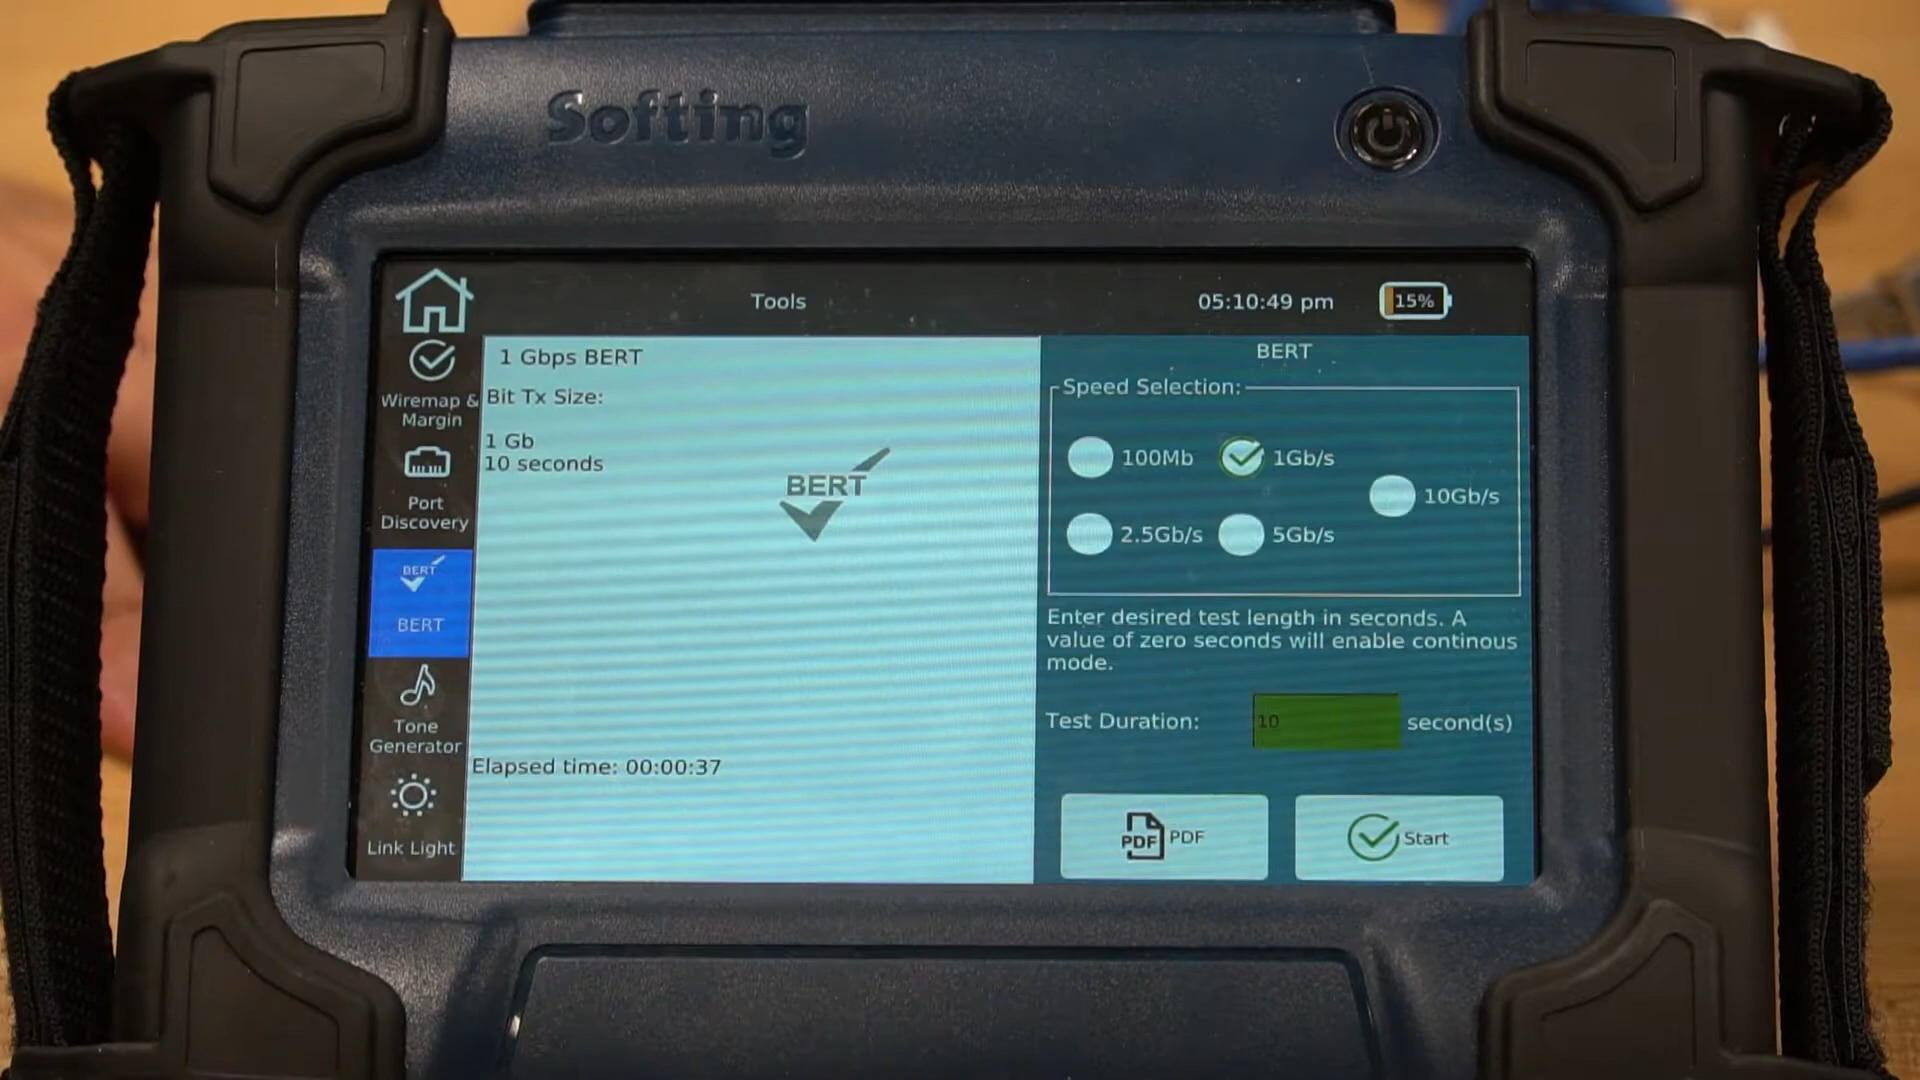 Softing
Tools
05:10:49 pm
15%
Wiremap &
Margin
Port
Discovery
BERT
BERT
Tone
Generator
Link Light
1 Gbps BERT
Bit Tx Size:
1 Gb
10 seconds
BERT
Elapsed time: 00:00:37
BERT
Speed Selection:
100Mb
1Gb/s
10Gb/s
2.5Gb/s
5Gb/s
Enter desired test length in seconds. A
value of zero seconds will enable continous
mode.
Test Duration: 10 second(s)
PDF PDF
Start